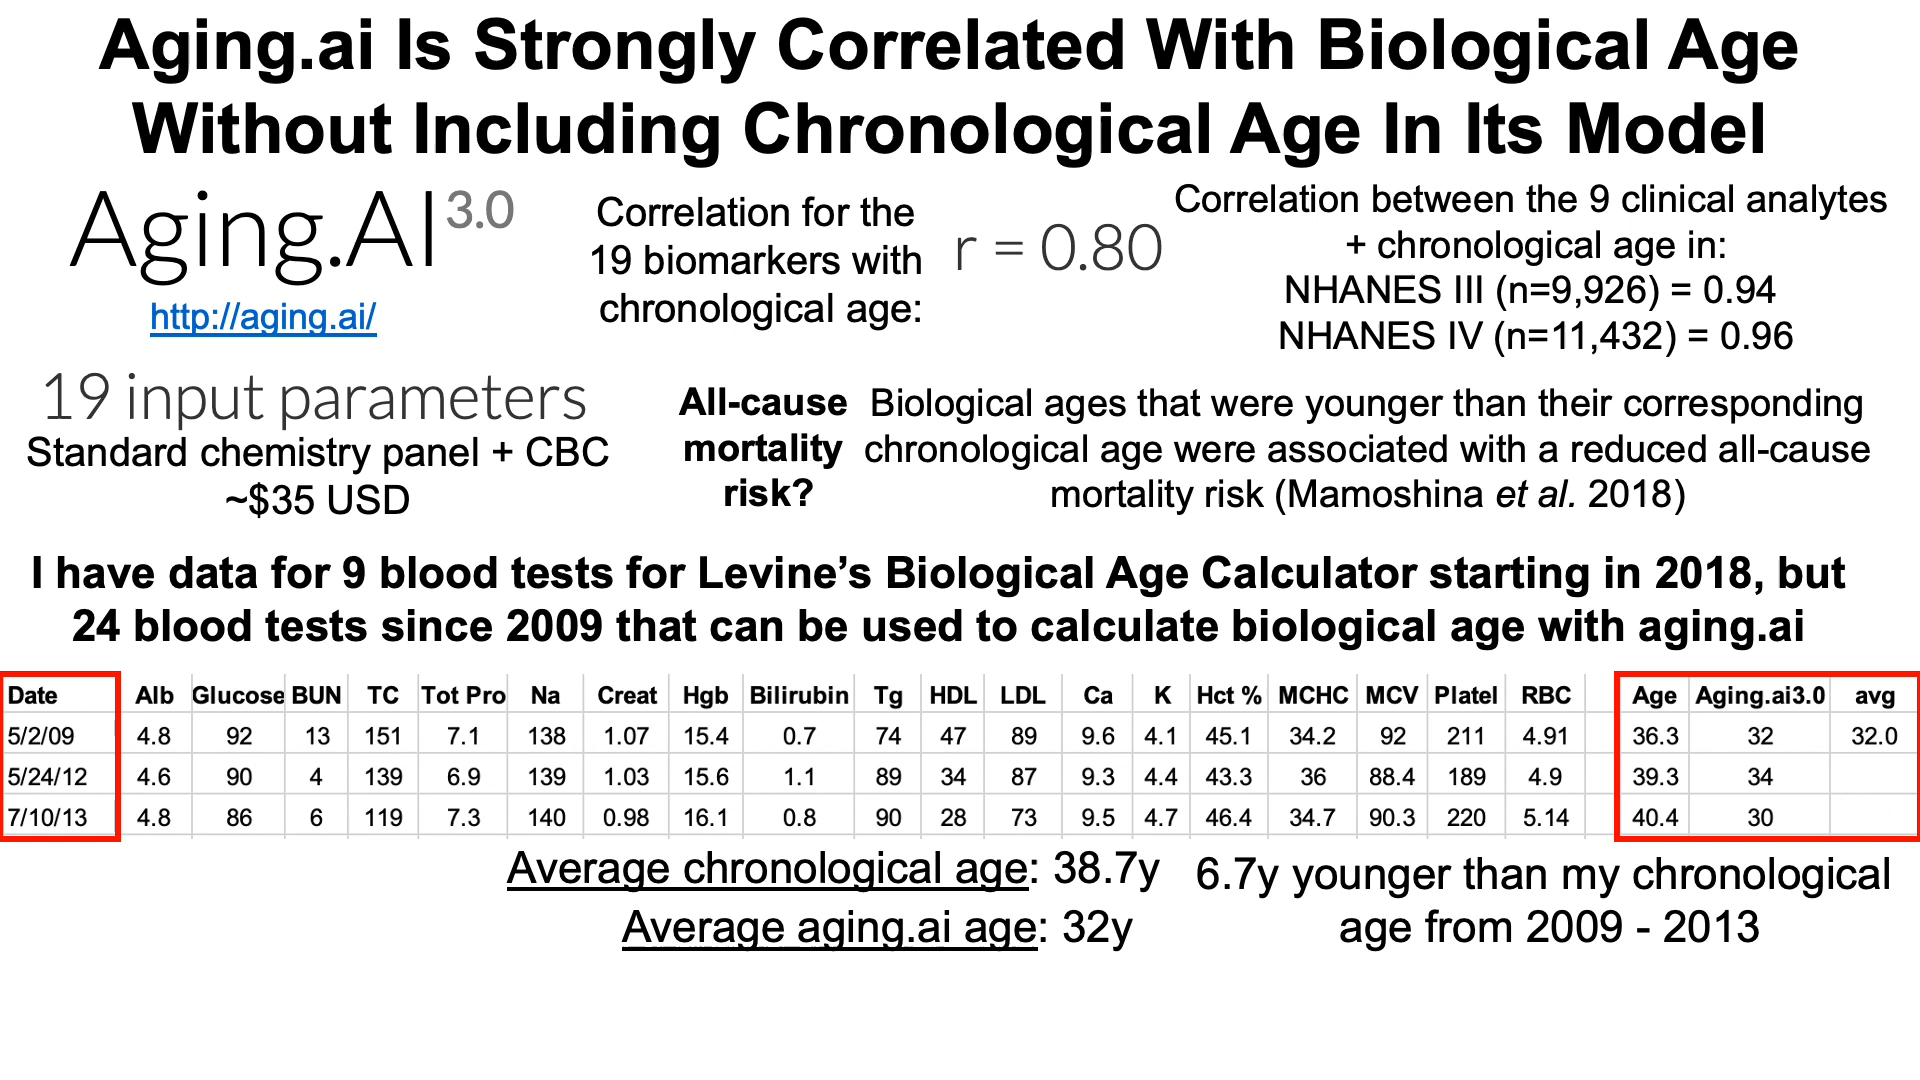 Aging.ai Is Strongly Correlated With Biological Age
Without Including Chronological Age In Its Model
Aging.AI 3.0
http://aging.ai/
Correlation for the
19 biomarkers with
chronological age:
r = 0.80
Correlation between the 9 clinical analytes
+ chronological age in:
NHANES III (n=9,926) = 0.94
NHANES IV (n=11,432) = 0.96
19 input parameters
Standard chemistry panel + CBC
~$35 USD
All-cause
mortality
risk?
Biological ages that were younger than their corresponding
chronological age were associated with a reduced all-cause
mortality risk (Mamoshina et al. 2018)
I have data for 9 blood tests for Levine’s Biological Age Calculator starting in 2018, but
24 blood tests since 2009 that can be used to calculate biological age with aging.ai
Date Alb Glucose BUN TC Tot Pro Na Creat Hgb Bilirubin Tg HDL LDL Ca K Hct % MCHC MCV Platel RBC Age Aging.ai3.0 avg
5/2/09 4.8 92 13 151 7.1 138 1.07 15.4 0.7 74 47 89 9.6 4.1 45.1 34.2 92 211 4.91 36.3 32 32.0
5/24/12 4.6 90 4 139 6.9 139 1.03 15.6 1.1 89 34 87 9.3 4.4 43.3 36 88.4 189 4.9 39.3 34
7/10/13 4.8 86 6 119 7.3 140 0.98 16.1 0.8 90 28 73 9.5 4.7 46.4 34.7 90.3 220 5.14 40.4 30
Average chronological age: 38.7y
Average aging.ai age: 32y
6.7y younger than my chronological
age from 2009 - 2013